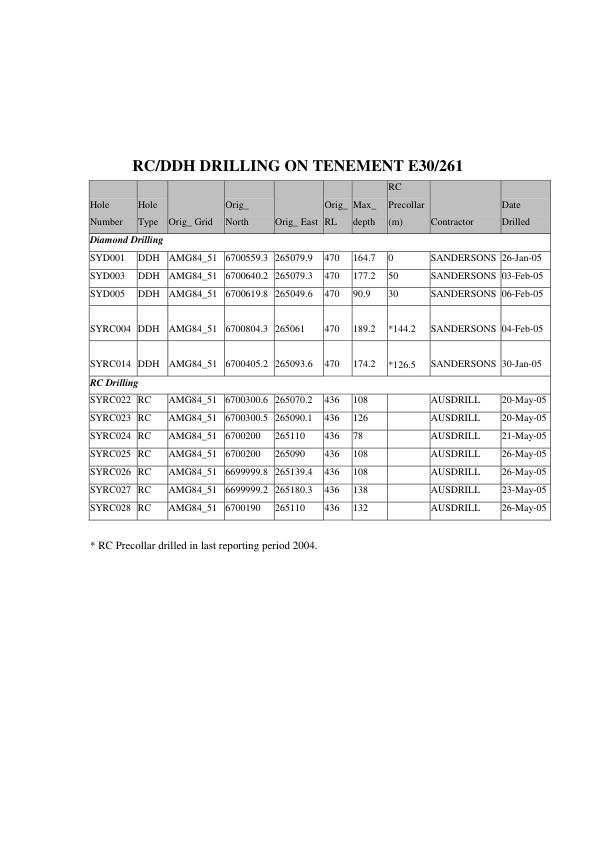 RC/DDH DRILLING ON TENEMENT E30/261
Hole Number Hole Type Orig_ Grid Orig_ North Orig_ East Orig_ RL Max_ depth RC Precollar (m) Contractor Date Drilled
Diamond Drilling
SYD001 DDH AMG84_51 6700559.3 265079.9 470 164.7 0 SANDERSONS 26-Jan-05
SYD003 DDH AMG84_51 6700640.2 265079.3 470 177.2 50 SANDERSONS 03-Feb-05
SYD005 DDH AMG84_51 6700619.8 265049.6 470 90.9 30 SANDERSONS 06-Feb-05
SYRC004 DDH AMG84_51 6700804.3 265061 470 189.2 *144.2 SANDERSONS 04-Feb-05
SYRC014 DDH AMG84_51 6700405.2 265093.6 470 174.2 *126.5 SANDERSONS 30-Jan-05
RC Drilling
SYRC022 RC AMG84_51 6700300.6 265070.2 436 108 AUSDRILL 20-May-05
SYRC023 RC AMG84_51 6700300.5 265090.1 436 126 AUSDRILL 20-May-05
SYRC024 RC AMG84_51 6700200 265110 436 78 AUSDRILL 21-May-05
SYRC025 RC AMG84_51 6700200 265090 436 108 AUSDRILL 26-May-05
SYRC026 RC AMG84_51 6699999.8 265139.4 436 108 AUSDRILL 26-May-05
SYRC027 RC AMG84_51 6699999.2 265180.3 436 138 AUSDRILL 23-May-05
SYRC028 RC AMG84_51 6700190 265110 436 132 AUSDRILL 26-May-05
* RC Precollar drilled in last reporting period 2004.